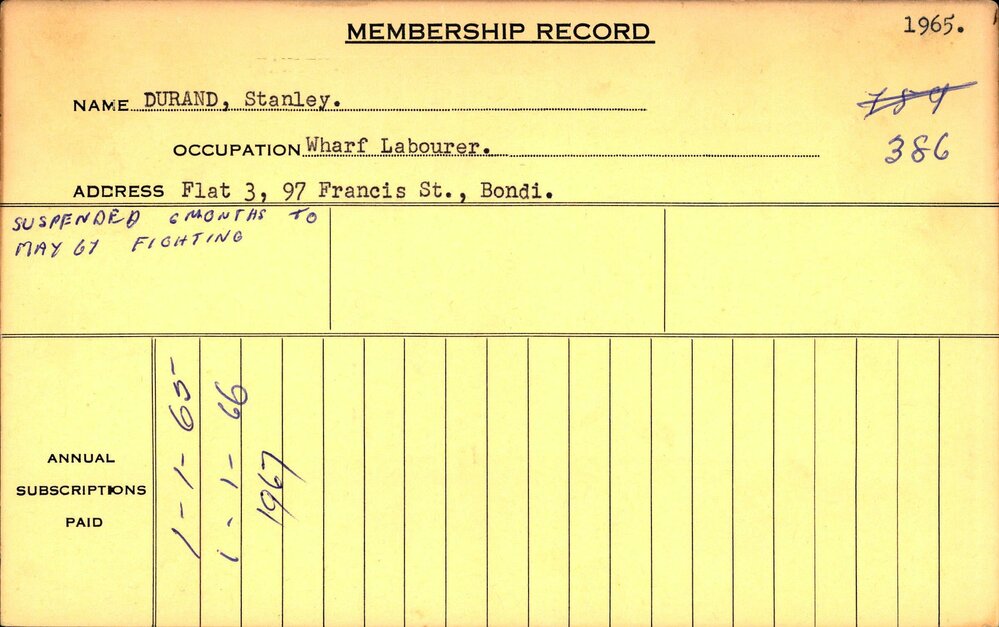 MEMBERSHIP RECORD
1965.
NAME DURAND, Stanley.
789
OCCUPATION Wharf Labourer.
386
ADDRESS Flat 3, 97 Francis St., Bondi.
SUSPENDED 6 MONTHS TO
MAY 67 FIGHTING
ANNUAL
SUBSCRIPTIONS
PAID
1-1-65
1-1-66
1967